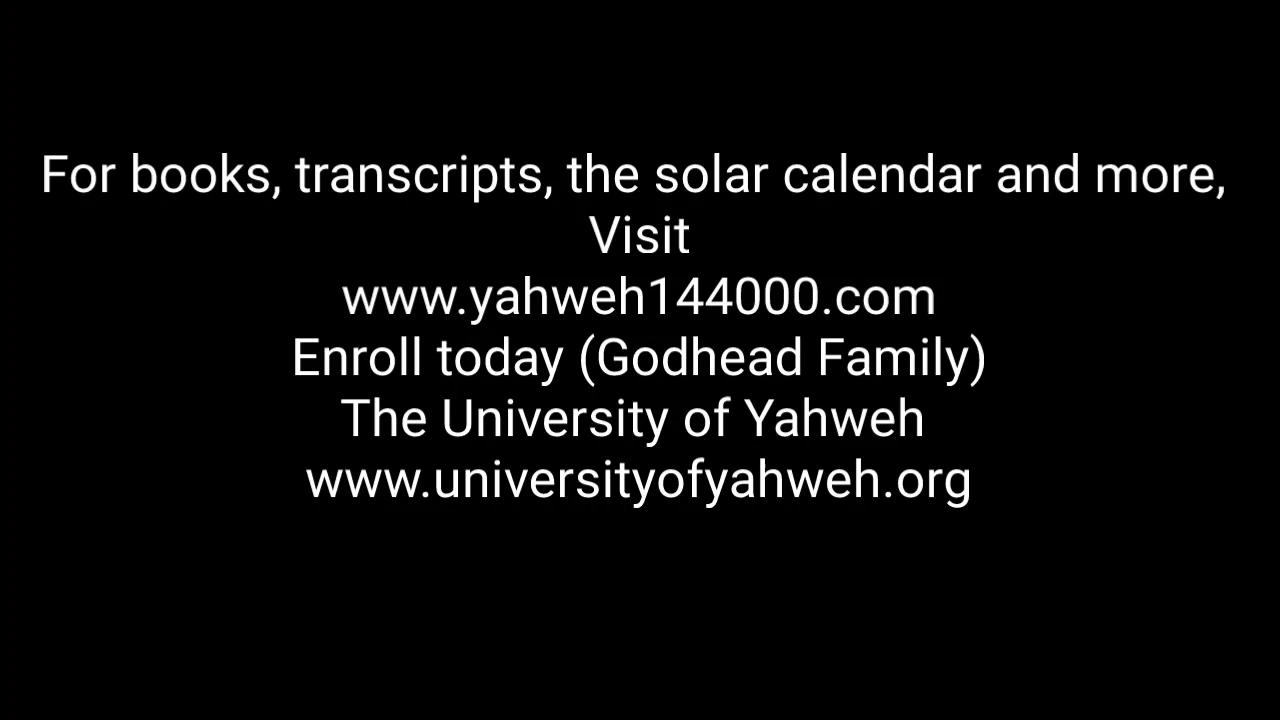 For books, transcripts, the solar calendar and more,
Visit
www.yahweh144000.com
Enroll today (Godhead Family)
The University of Yahweh
www.universityofyahweh.org